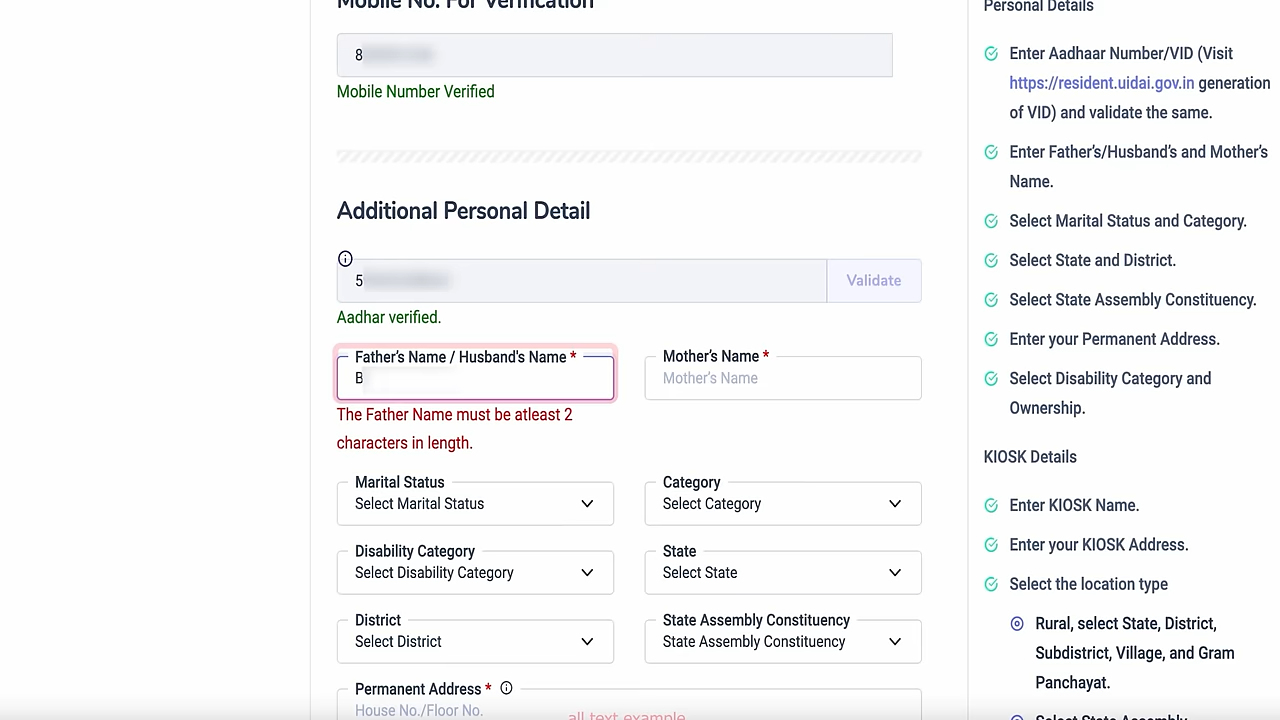 Mobile No. For Verification
8
Mobile Number Verified
Additional Personal Detail
5
Validate
Aadhar verified.
Father's Name / Husband's Name *
B
The Father Name must be atleast 2
characters in length.
Mother's Name *
Mother's Name
Marital Status
Select Marital Status
Category
Select Category
Disability Category
Select Disability Category
State
Select State
District
Select District
State Assembly Constituency
State Assembly Constituency
Permanent Address *
House No./Floor No.
all text example
Personal Details
Enter Aadhaar Number/VID (Visit
https://resident.uidai.gov.in generation
of VID) and validate the same.
Enter Father's/Husband's and Mother's
Name.
Select Marital Status and Category.
Select State and District.
Select State Assembly Constituency.
Enter your Permanent Address.
Select Disability Category and
Ownership.
KIOSK Details
Enter KIOSK Name.
Enter your KIOSK Address.
Select the location type
Rural, select State, District,
Subdistrict, Village, and Gram
Panchayat.
Select State Assembly